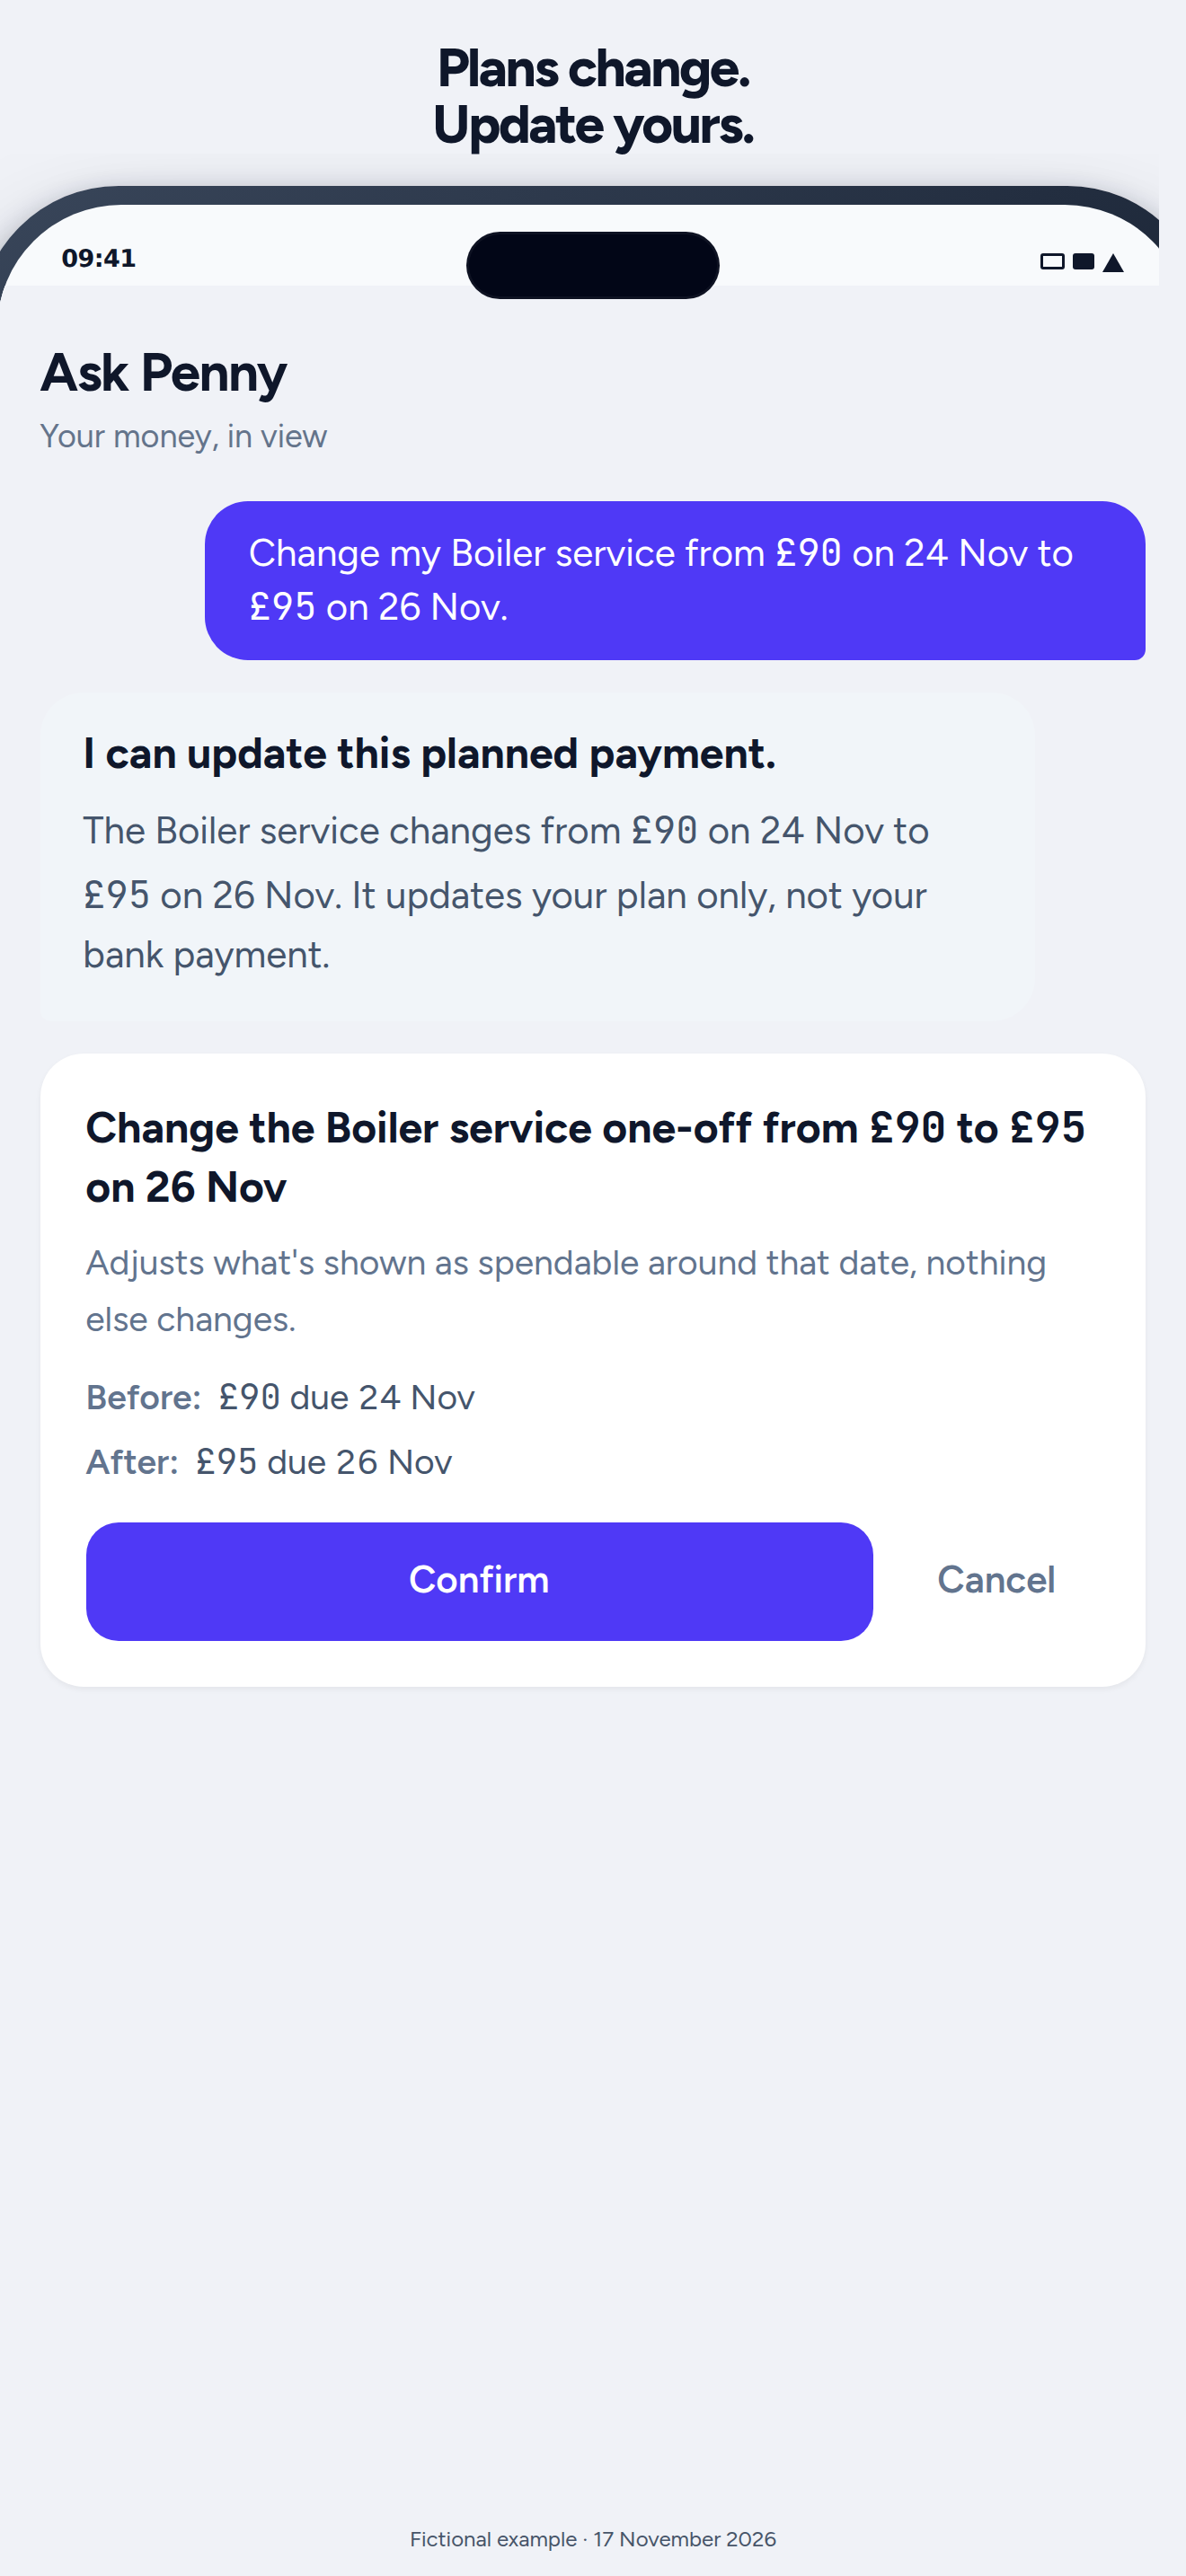 Plans change.
Update yours.
09:41
Ask Penny
Your money, in view
Change my Boiler service from £90 on 24 Nov to
£95 on 26 Nov.
I can update this planned payment.
The Boiler service changes from £90 on 24 Nov to
£95 on 26 Nov. It updates your plan only, not your
bank payment.
Change the Boiler service one-off from £90 to £95
on 26 Nov
Adjusts what's shown as spendable around that date, nothing
else changes.
Before: £90 due 24 Nov
After: £95 due 26 Nov
Confirm
Cancel
Fictional example · 17 November 2026